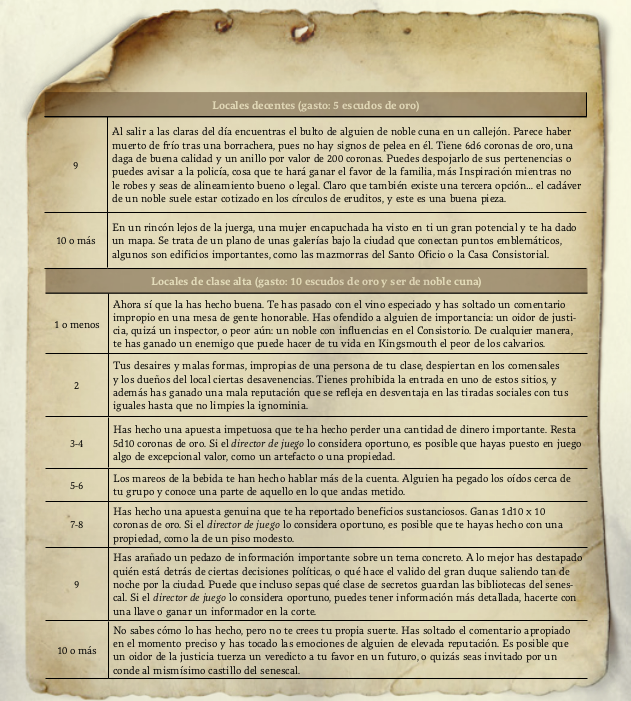 Locales decentes (gasto: 5 escudos de oro)
9
Al salir a las claras del día encuentras el bulto de alguien de noble cuna en un callejón. Parece haber
muerto de frío tras una borrachera, pues no hay signos de pelea en él. Tiene 6d6 coronas de oro, una
daga de buena calidad y un anillo por valor de 200 coronas. Puedes despojarlo de sus pertenencias o
puedes avisar a la policía, cosa que te hará ganar el favor de la familia, más Inspiración mientras no
le robes y seas de alineamiento bueno o legal. Claro que también existe una tercera opción... el cadáver
de un noble suele estar cotizado en los círculos de eruditos, y este es una buena pieza.
10 o más
En un rincón lejos de la juerga, una mujer encapuchada ha visto en ti un gran potencial y te ha dado
un mapa. Se trata de un plano de unas galerías bajo la ciudad que conectan puntos emblemáticos,
algunos son edificios importantes, como las mazmorras del Santo Oficio o la Casa Consistorial.
Locales de clase alta (gasto: 10 escudos de oro y ser de noble cuna)
1 o menos
Ahora sí que la has hecho buena. Te has pasado con el vino especiado y has soltado un comentario
impropio en una mesa de gente honorable. Has ofendido a alguien de importancia: un oidor de justi-
cia, quizá un inspector, o peor aún: un noble con influencias en el Consistorio. De cualquier manera,
te has ganado un enemigo que puede hacer de tu vida en Kingsmouth el peor de los calvarios.
2
Tus desaires y malas formas, impropias de una persona de tu clase, despiertan en los comensales
y los dueños del local ciertas desavenencias. Tienes prohibida la entrada en uno de estos sitios, y
además has ganado una mala reputación que se refleja en desventaja en las tiradas sociales con tus
iguales hasta que no limpies la ignominia.
3-4
Has hecho una apuesta impetuosa que te ha hecho perder una cantidad de dinero importante. Resta
5d10 coronas de oro. Si el director de juego lo considera oportuno, es posible que hayas puesto en juego
algo de excepcional valor, como un artefacto o una propiedad.
5-6
Los mareos de la bebida te han hecho hablar más de la cuenta. Alguien ha pegado los oídos cerca de
tu grupo y conoce una parte de aquello en lo que andas metido.
7-8
Has hecho una apuesta genuina que te ha reportado beneficios sustanciosos. Ganas 1d10 x 10
coronas de oro. Si el director de juego lo considera oportuno, es posible que te hayas hecho con una
propiedad, como la de un piso modesto.
9
Has arañado un pedazo de información importante sobre un tema concreto. A lo mejor has destapado
quién está detrás de ciertas decisiones políticas, o qué hace el valido del gran duque saliendo tan de
noche por la ciudad. Puede que incluso sepas qué clase de secretos guardan las bibliotecas del senes-
cal. Si el director de juego lo considera oportuno, puedes tener información más detallada, hacerte con
una llave o ganar un informador en la corte.
10 o más
No sabes cómo lo has hecho, pero no te crees tu propia suerte. Has soltado el comentario apropiado
en el momento preciso y has tocado las emociones de alguien de elevada reputación. Es posible que
un oidor de la justicia tuerza un veredicto a tu favor en un futuro, o quizás seas invitado por un
conde al mismísimo castillo del senescal.